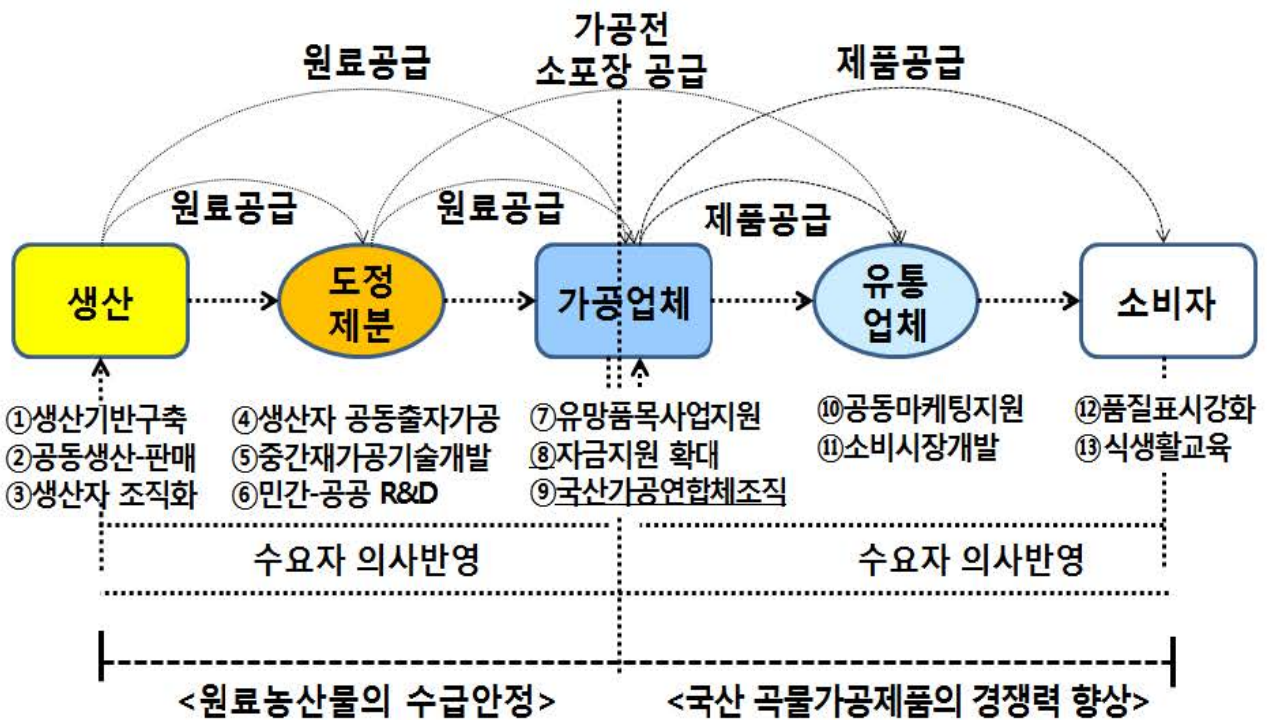 원료공급
가공전
소포장 공급
제품공급
원료공급
원료공급
제품공급
생산
도정
제분
가공업체
유통
업체
소비자
①생산기반구축
②공동생산-판매
③생산자 조직화
④생산자 공동출자가공
⑤중간재가공기술개발
⑥민간-공공 R&D
⑦유망품목사업지원
⑧자금지원 확대
⑨국산가공연합체조직
⑩공동마케팅지원
⑪소비시장개발
⑫품질표시강화
⑬식생활교육
수요자 의사반영
수요자 의사반영
<원료농산물의 수급안정>
<국산 곡물가공제품의 경쟁력 향상>